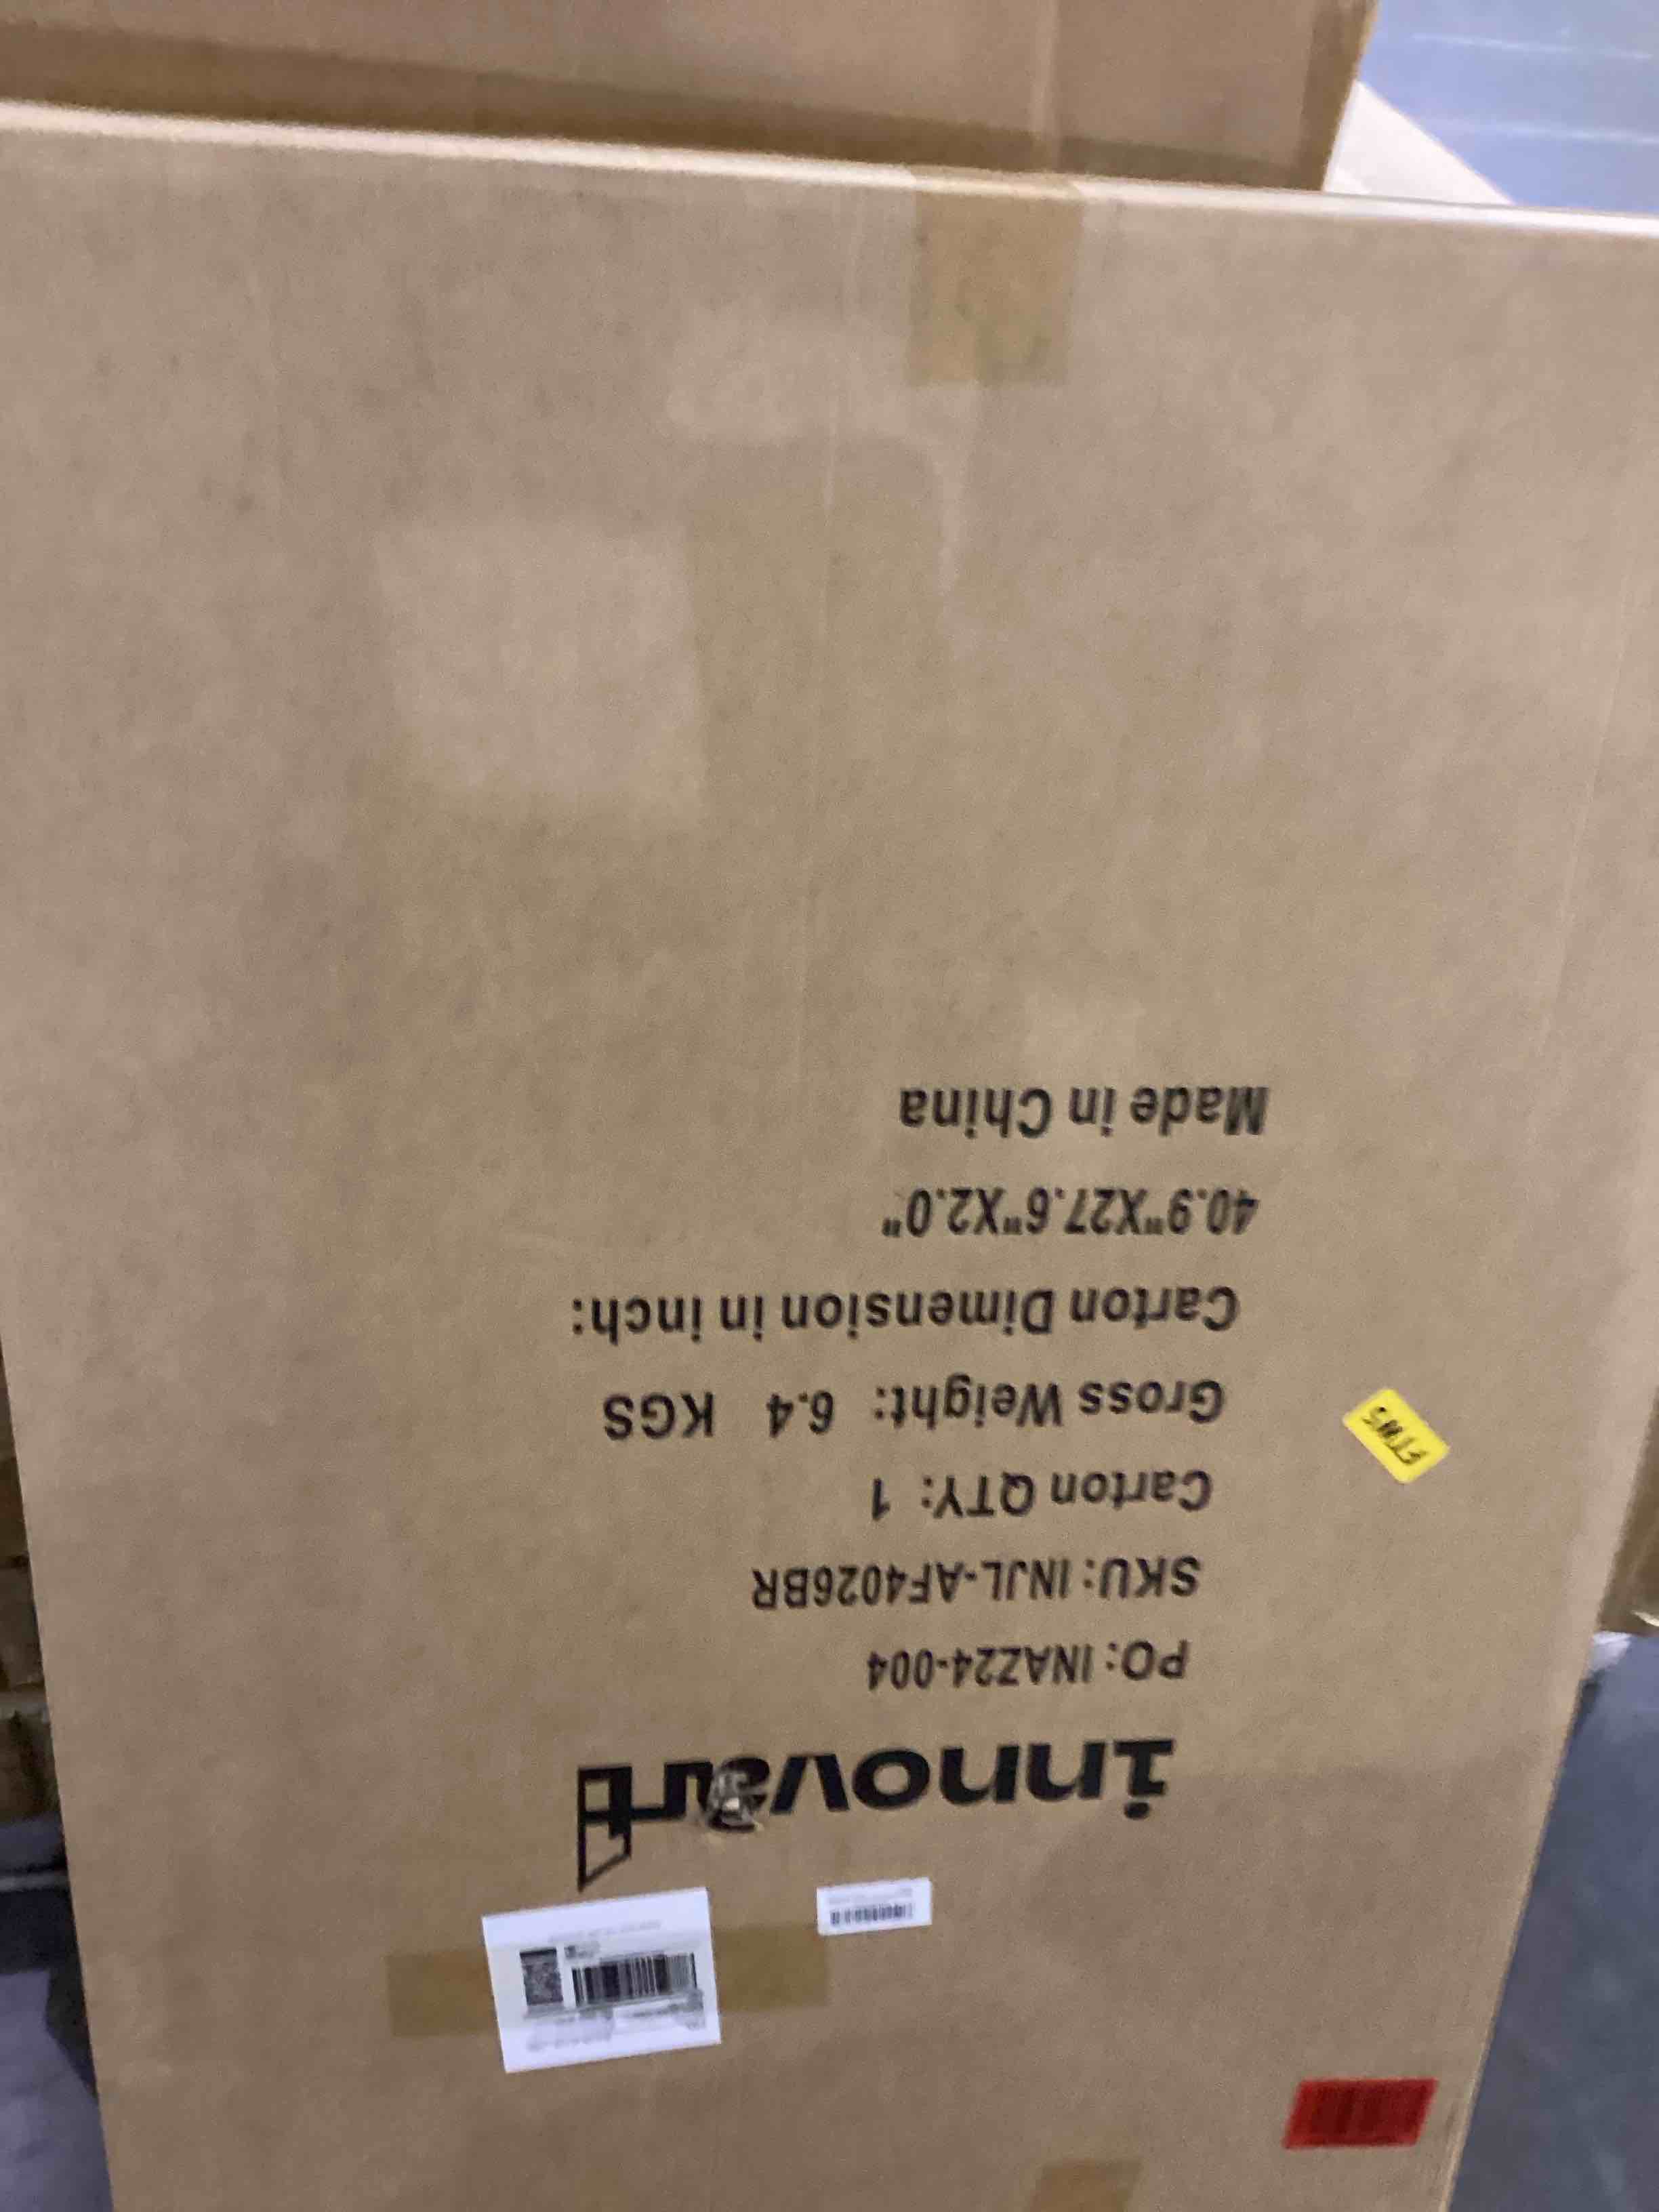 innovart
PO: INAZ24-004
SKU: INJL-AF4026BR
Carton QTY: 1
Gross Weight: 6.4 KGS
Carton Dimension in inch:
40.9"X27.6"X2.0"
Made in China
FTW5